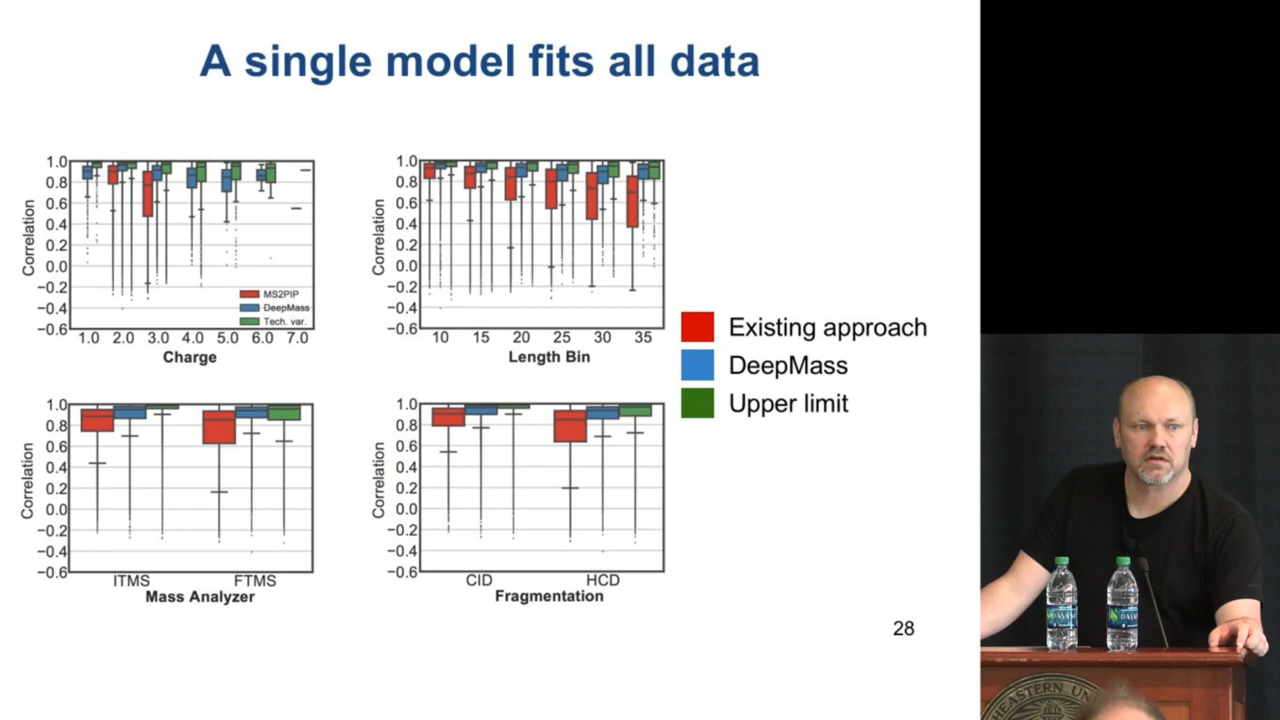 A single model fits all data
1.0
0.8
0.6
0.4
0.2
0.0
−0.2
−0.4
−0.6
Correlation
MS2PIP
DeepMass
Tech. var.
1.0 2.0 3.0 4.0 5.0 6.0 7.0
Charge
1.0
0.8
0.6
0.4
0.2
0.0
−0.2
−0.4
−0.6
Correlation
10 15 20 25 30 35
Length Bin
Existing approach
DeepMass
Upper limit
1.0
0.8
0.6
0.4
0.2
0.0
−0.2
−0.4
−0.6
Correlation
ITMS FTMS
Mass Analyzer
1.0
0.8
0.6
0.4
0.2
0.0
−0.2
−0.4
−0.6
Correlation
CID HCD
Fragmentation
28
DASANI
EASTERN UN